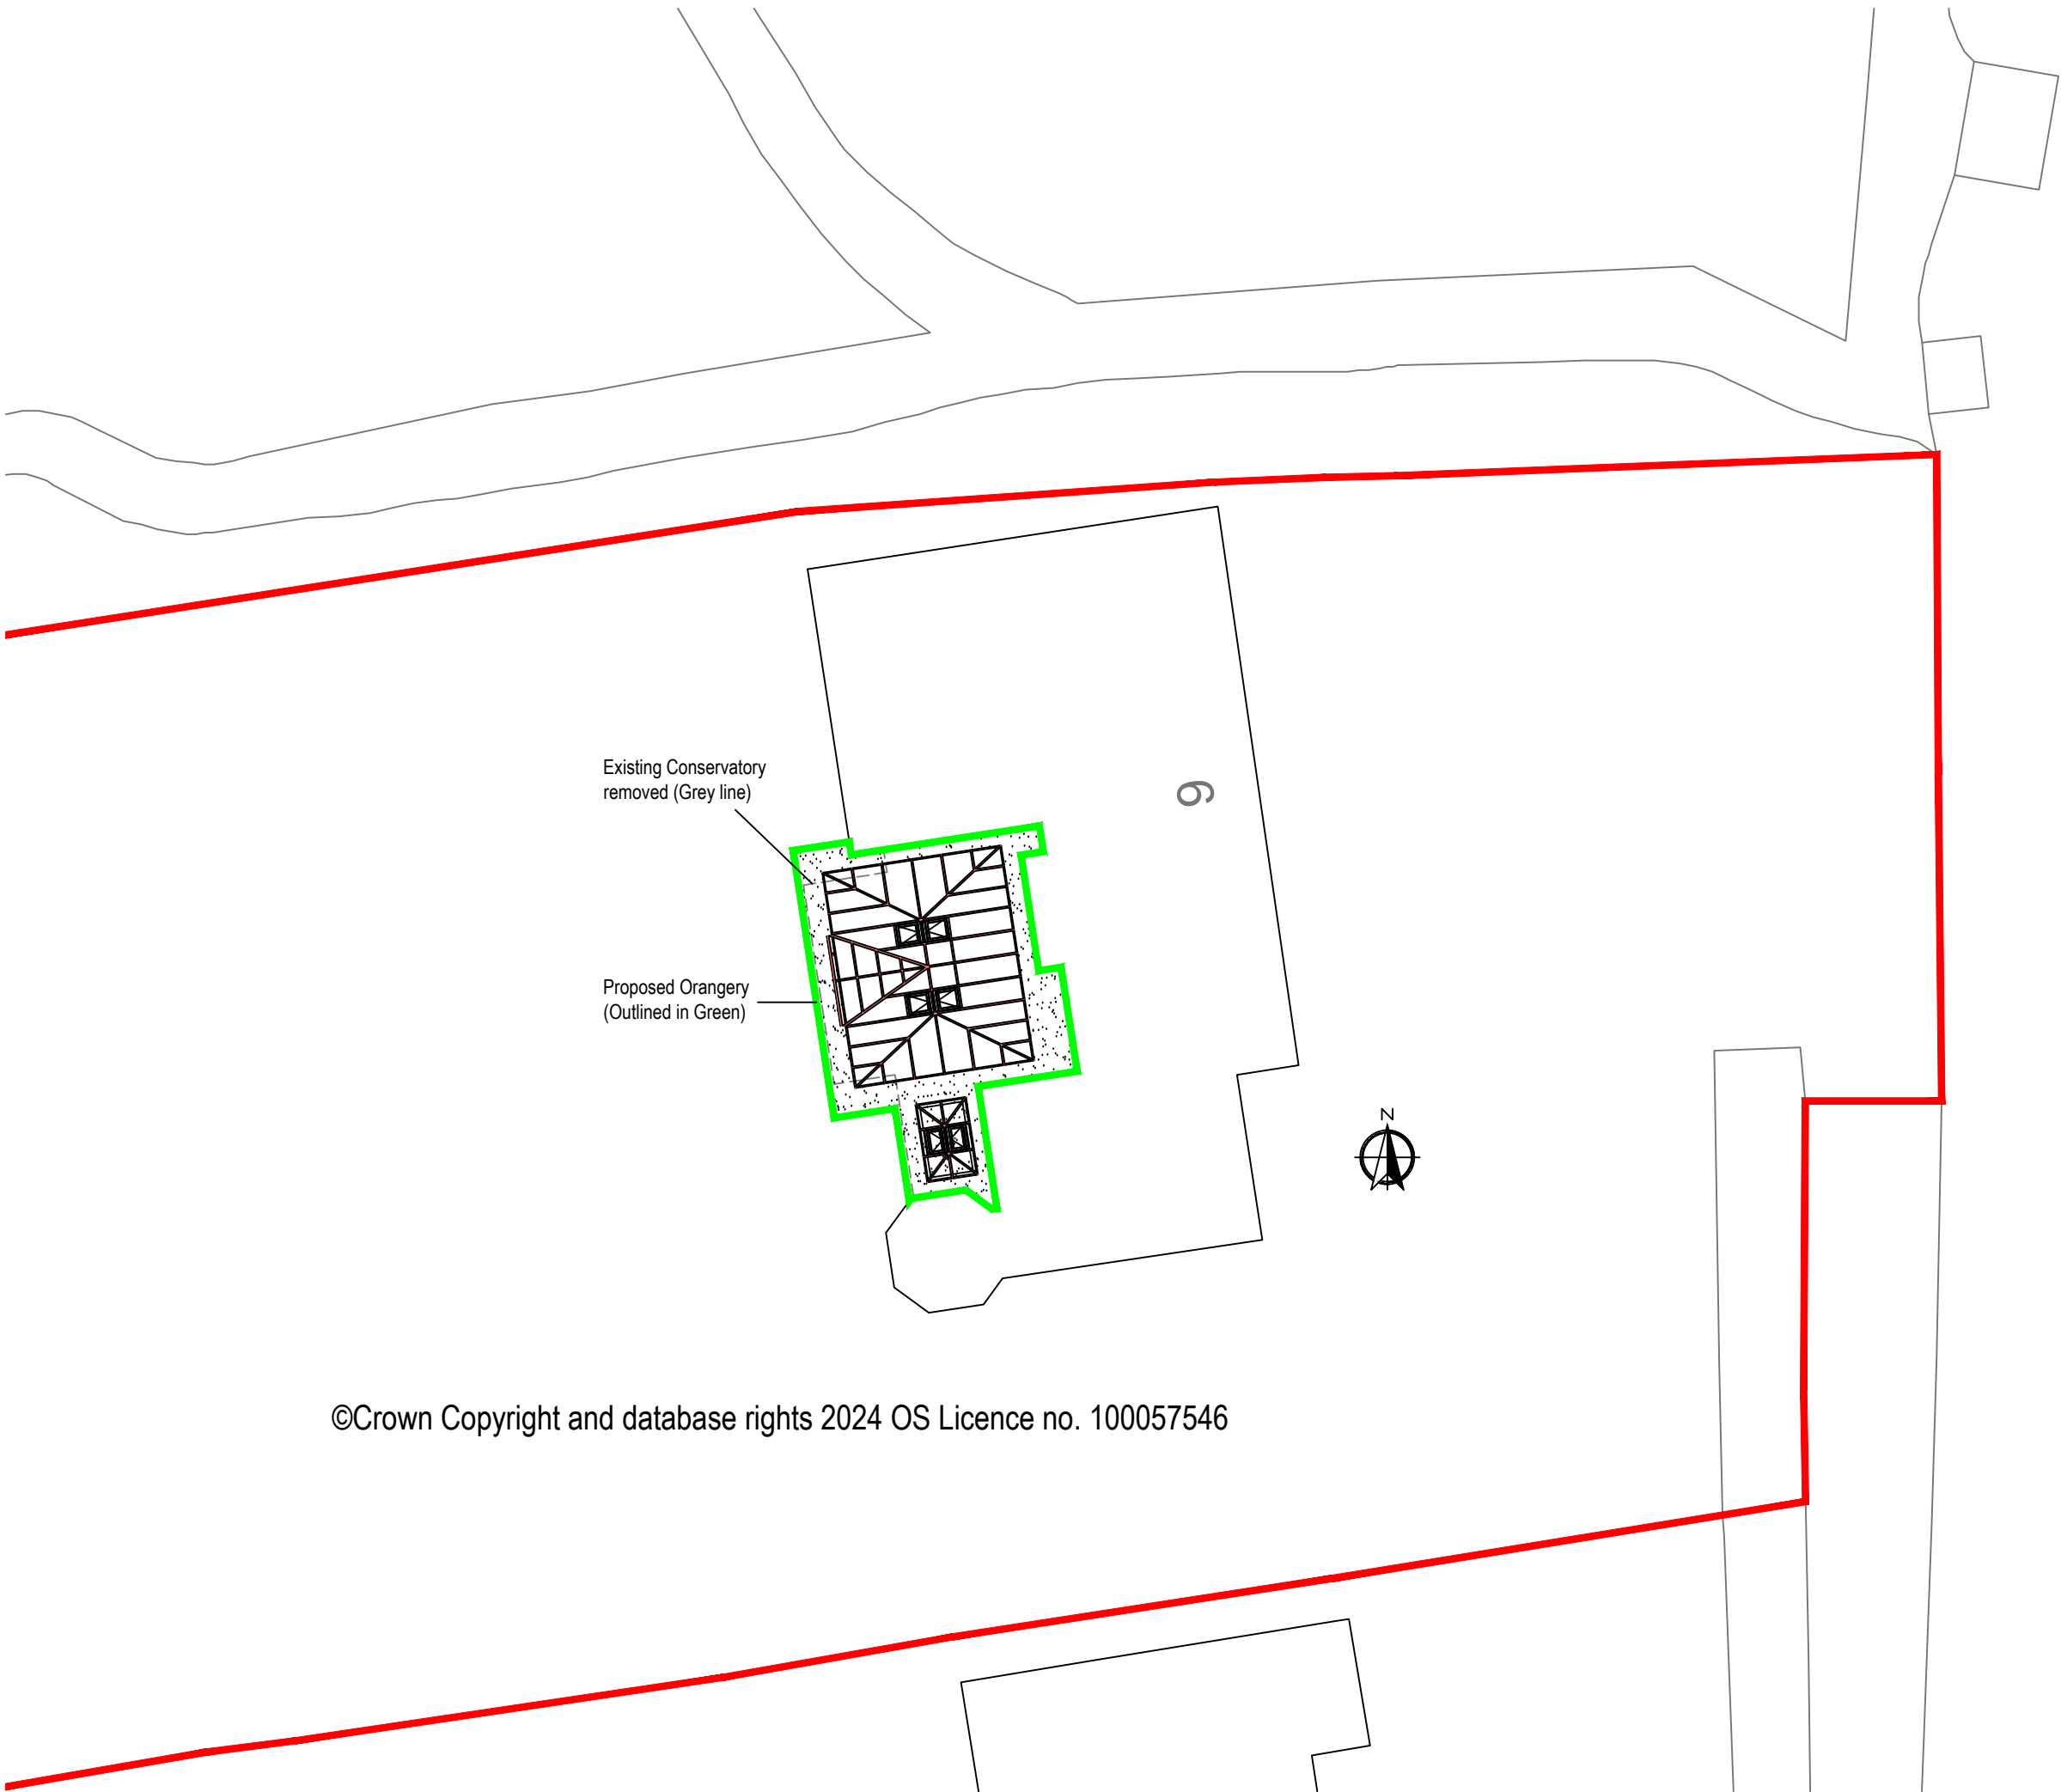 Existing Conservatory
removed (Grey line)
6
Proposed Orangery
(Outlined in Green)
N
©Crown Copyright and database rights 2024 OS Licence no. 100057546